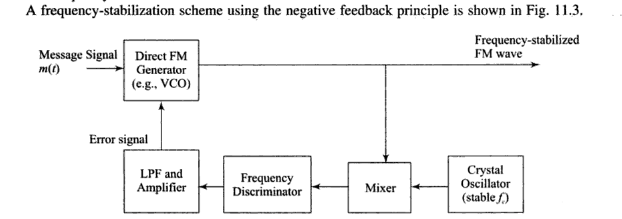 A frequency-stabilization scheme using the negative feedback principle is shown in Fig. 11.3.
Frequency-stabilized
FM wave
Message Signal
m(t)
Direct FM
Generator
(e.g., VCO)
Error signal
LPF and
Amplifier
Frequency
Discriminator
Mixer
Crystal
Oscillator
(stable fc)